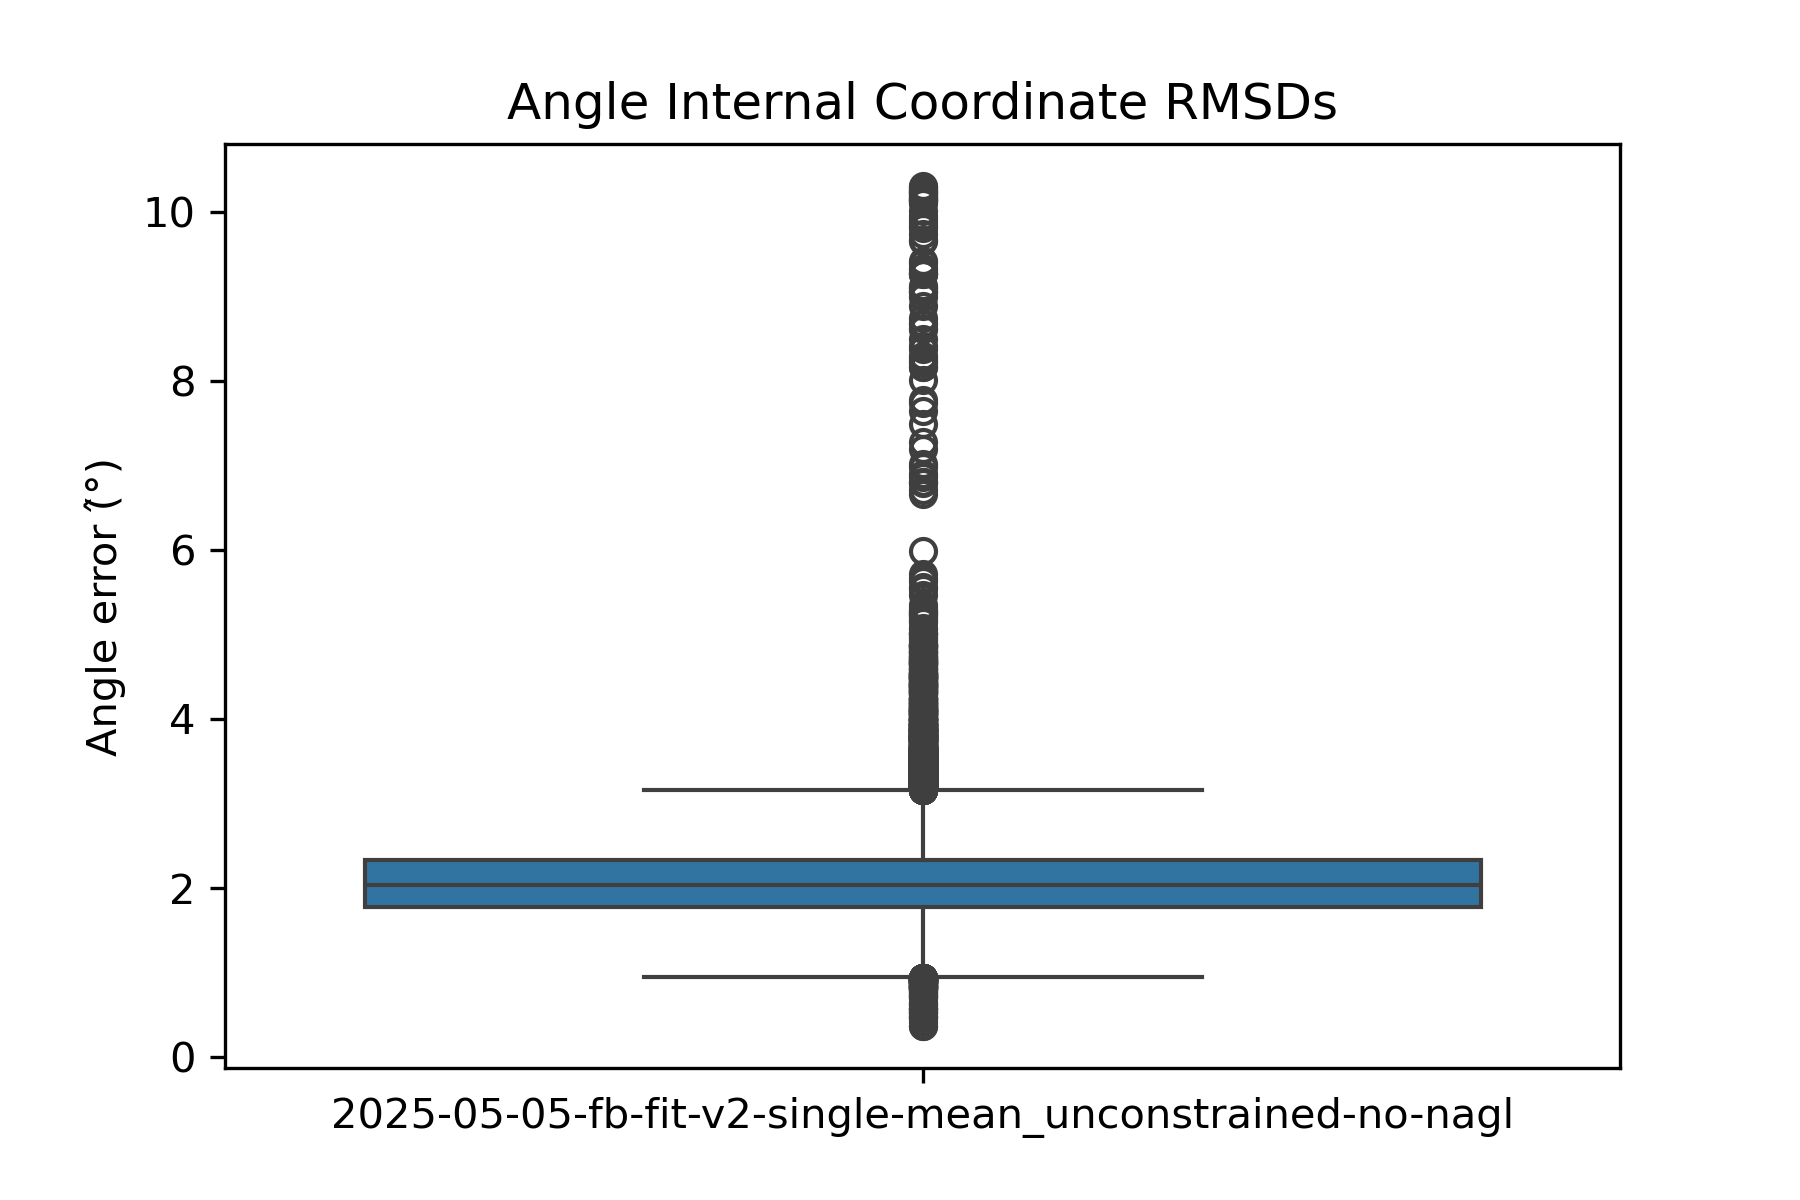 Angle Internal Coordinate RMSDs
10
8
6
4
2
0
Angle error (̋°)
2025-05-05-fb-fit-v2-single-mean_unconstrained-no-nagl